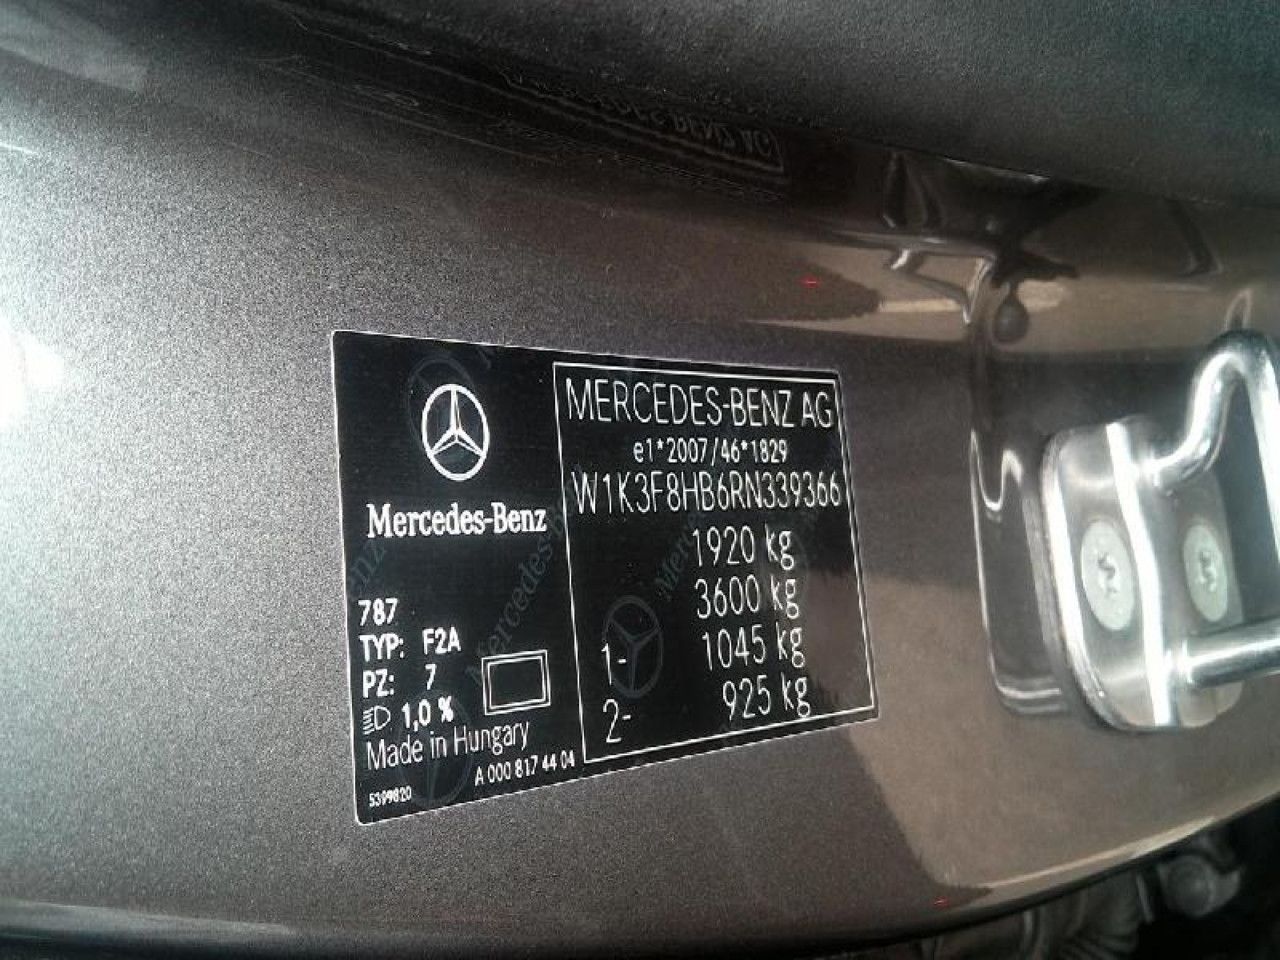 Mercedes-Benz
787
TYP: F2A
PZ: 7
1,0 %
Made in Hungary
A 000 817 44 04
5399820
MERCEDES-BENZ AG
e1*2007/46*1829
W1K3F8HB6RN339366
1920 kg
3600 kg
1- 1045 kg
2- 925 kg